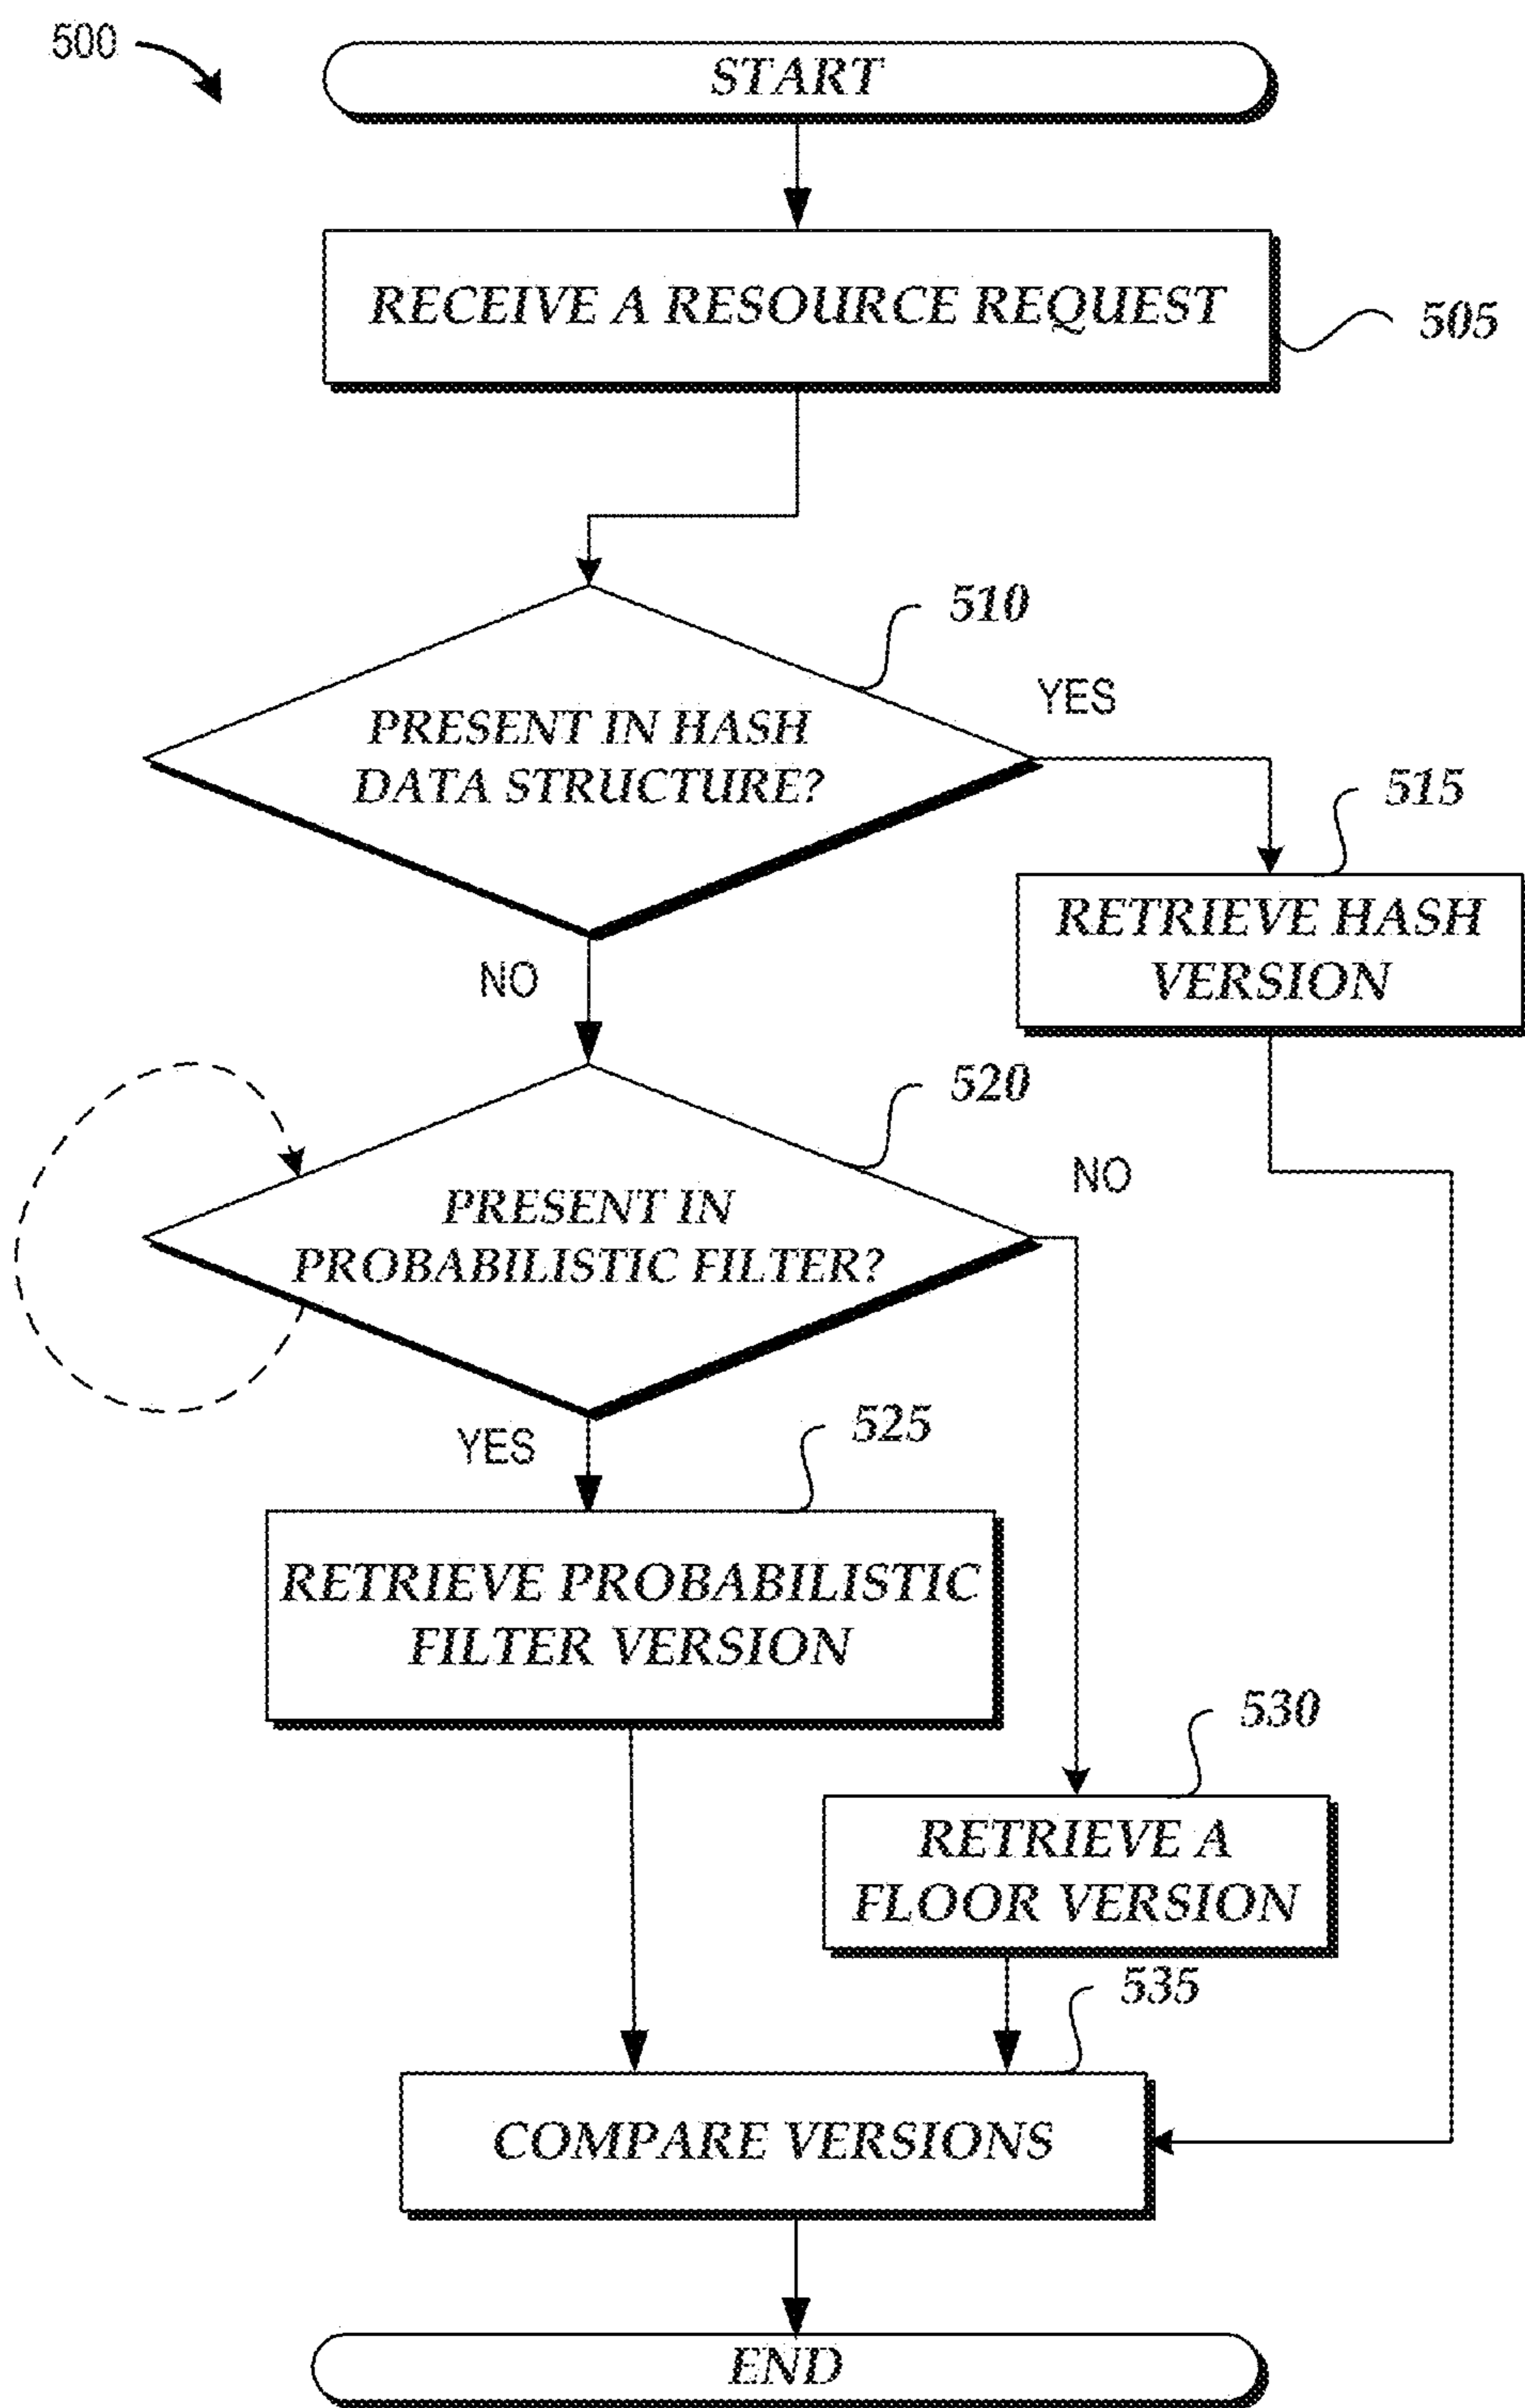 500
START
RECEIVE A RESOURCE REQUEST
505
510
PRESENT IN HASH
DATA STRUCTURE?
YES
515
RETRIEVE HASH
VERSION
NO
520
PRESENT IN
PROBABILISTIC FILTER?
NO
YES
525
RETRIEVE PROBABILISTIC
FILTER VERSION
530
RETRIEVE A
FLOOR VERSION
535
COMPARE VERSIONS
END